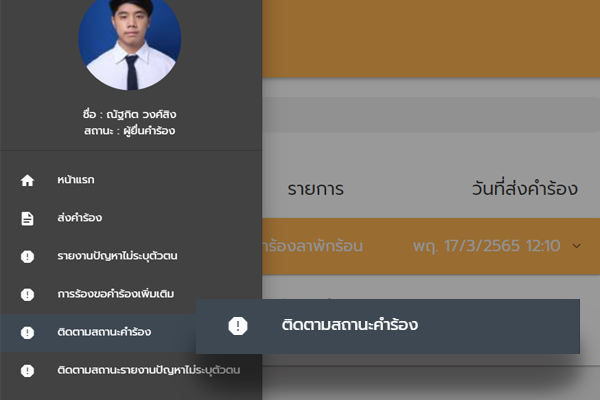 ชื่อ : ณัฐกิต วงค์สิง
สถานะ : ผู้ยื่นคำร้อง
หน้าแรก
ส่งคำร้อง
รายงานปัญหาไม่ระบุตัวตน
การร้องขอคำร้องเพิ่มเติม
ติดตามสถานะคำร้อง
ติดตามสถานะรายงานปัญหาไม่ระบุตัวตน
รายการ วันที่ส่งคำร้อง
าร้องลาพักร้อน พฤ. 17/3/2565 12:10
ติดตามสถานะคำร้อง